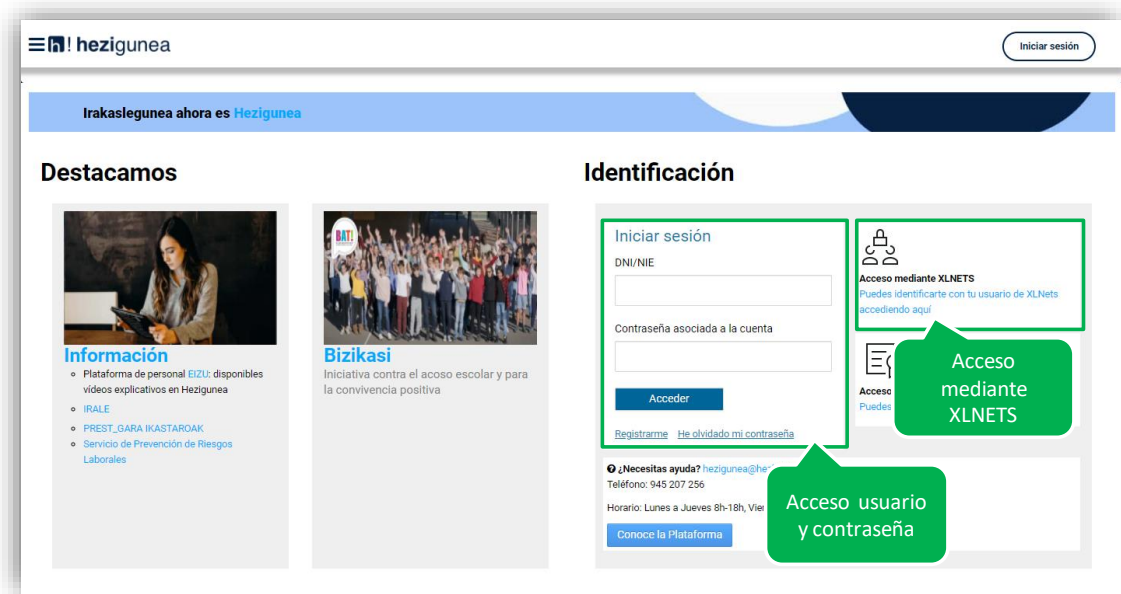 h! hezigunea
Iniciar sesión
Irakaslegunea ahora es Hezigunea
Destacamos
Identificación
BAT!
Información
Plataforma de personal EIZU: disponibles
vídeos explicativos en Hezigunea
IRALE
PREST_GARA IKASTAROAK
Servicio de Prevención de Riesgos
Laborales
Bizikasi
Iniciativa contra el acoso escolar y para
la convivencia positiva
Iniciar sesión
DNI/NIE
Contraseña asociada a la cuenta
Acceder
Registrarme He olvidado mi contraseña
Acceso mediante XLNETS
Puedes identificarte con tu usuario de XLNets
accediendo aquí
Acceso
Puedes
Acceso
mediante
XLNETS
¿Necesitas ayuda? hezigunea@he
Teléfono: 945 207 256
Horario: Lunes a Jueves 8h-18h, Vie
Conoce la Plataforma
Acceso usuario
y contraseña